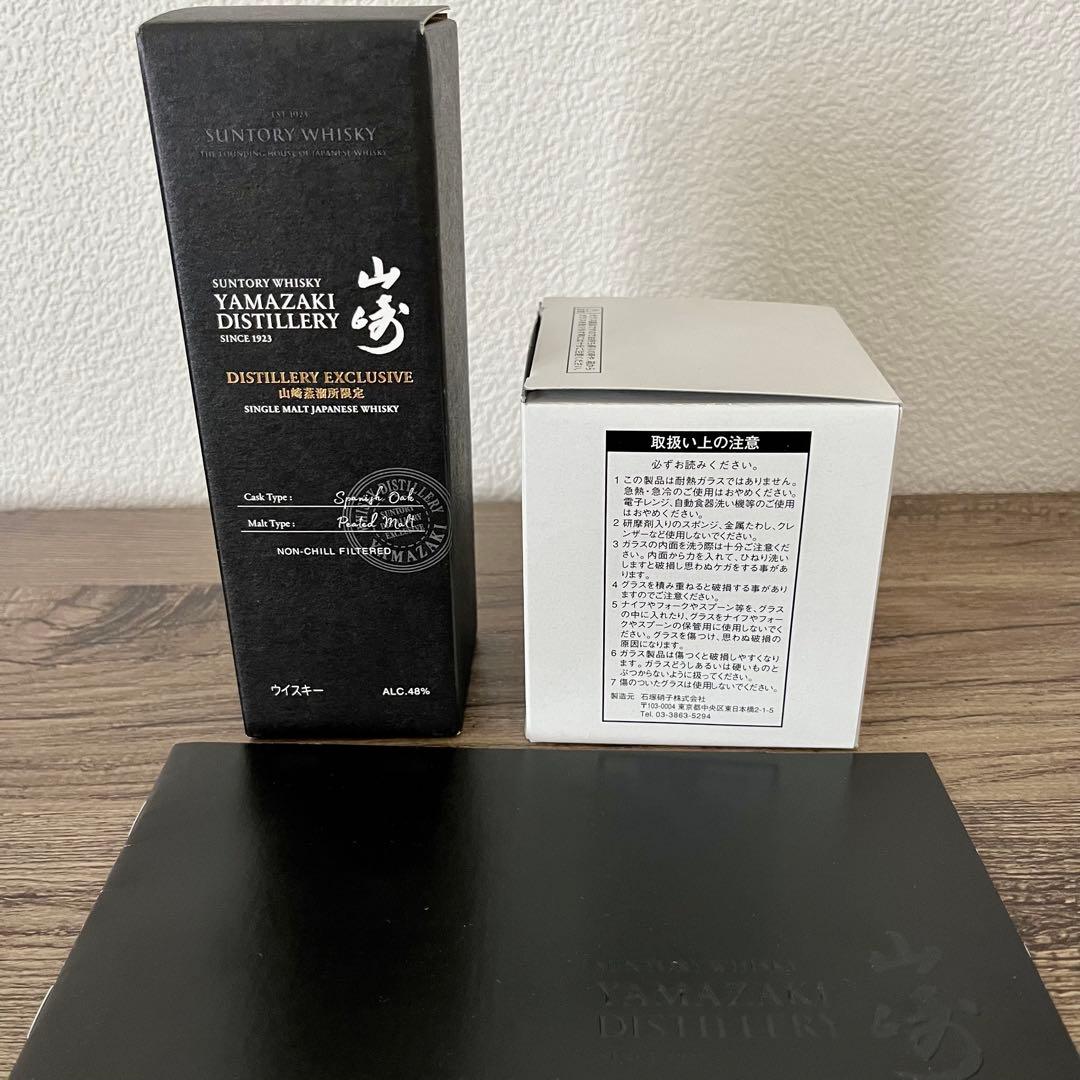 EST 1923
SUNTORY WHISKY
THE FOUNDING HOUSE OF JAPANESE WHISKY
SUNTORY WHISKY
YAMAZAKI
DISTILLERY
SINCE 1923
山崎
DISTILLERY EXCLUSIVE
山崎蒸溜所限定
SINGLE MALT JAPANESE WHISKY
Cask Type : Spanish Oak
Malt Type : Peated Malt
NON-CHILL FILTERED
ウイスキー ALC.48%
取扱い上の注意
必ずお読みください。
1 この製品は耐熱ガラスではありません。
急熱・急冷のご使用はおやめください。
電子レンジ、自動食器洗い機等のご使用
はおやめください。
2 研摩剤入りのスポンジ、金属たわし、クレ
ンザーなど使用しないでください。
3 ガラスの内面を洗う際は十分ご注意くだ
さい。内面から力を入れて、ひねり洗い
しますと破損し思わぬケガをする事があ
ります。
4 グラスを積み重ねると破損する事があり
ますのでご注意ください。
5 ナイフやフォークやスプーン等を、グラス
の中に入れたり、グラスをナイフやフォー
クやスプーンの保管用に使用しないでく
ださい。グラスを傷つけ、思わぬ破損の
原因になります。
6 ガラス製品は傷つくと破損しやすくなり
ます。ガラスどうしあるいは硬いものと
ぶつからないように扱ってください。
7 傷のついたグラスは使用しないでください。
製造元 石塚硝子株式会社
〒103-0004 東京都中央区東日本橋2-1-5
Tel. 03-3863-5294
SUNTORY WHISKY
YAMAZAKI
DISTILLERY
山崎